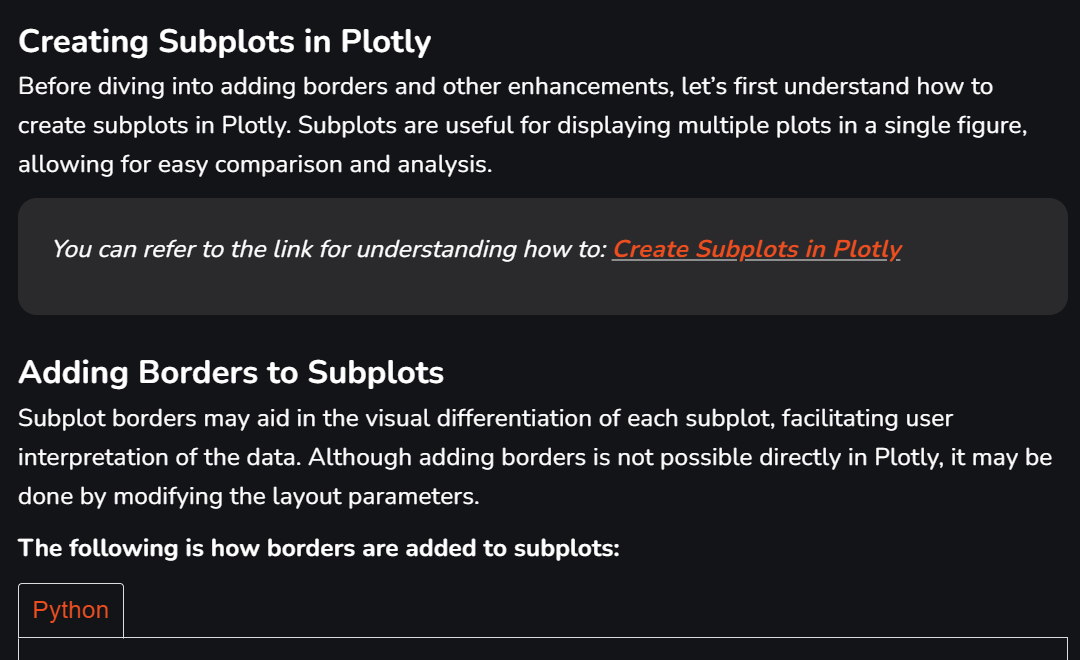 Creating Subplots in Plotly
Before diving into adding borders and other enhancements, let’s first understand how to
create subplots in Plotly. Subplots are useful for displaying multiple plots in a single figure,
allowing for easy comparison and analysis.
You can refer to the link for understanding how to: Create Subplots in Plotly
Adding Borders to Subplots
Subplot borders may aid in the visual differentiation of each subplot, facilitating user
interpretation of the data. Although adding borders is not possible directly in Plotly, it may be
done by modifying the layout parameters.
The following is how borders are added to subplots:
Python